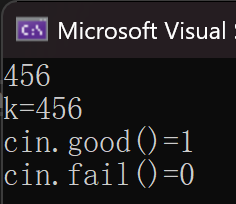 Microsoft Visual
456
k=456
cin.good()=1
cin.fail()=0